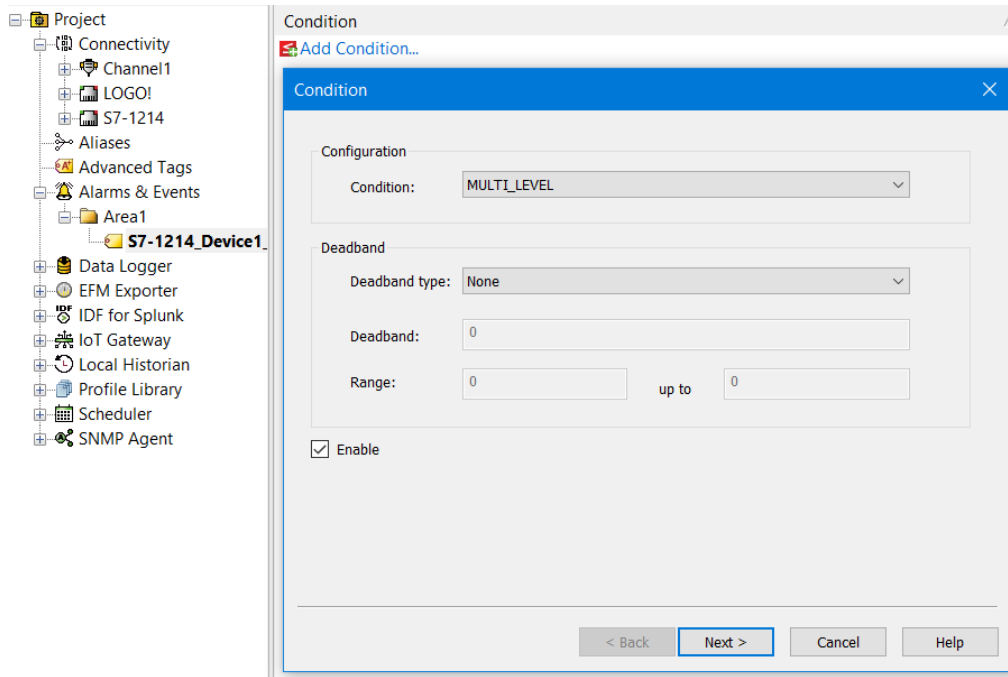 Project
Connectivity
Channel1
LOGO!
S7-1214
Aliases
Advanced Tags
Alarms & Events
Area1
S7-1214_Device1_
Data Logger
EFM Exporter
IDF IDF for Splunk
IoT Gateway
Local Historian
Profile Library
Scheduler
SNMP Agent
Condition
Add Condition...
Condition
Configuration
Condition: MULTI_LEVEL
Deadband
Deadband type: None
Deadband: 0
Range: 0 up to 0
Enable
< Back Next > Cancel Help